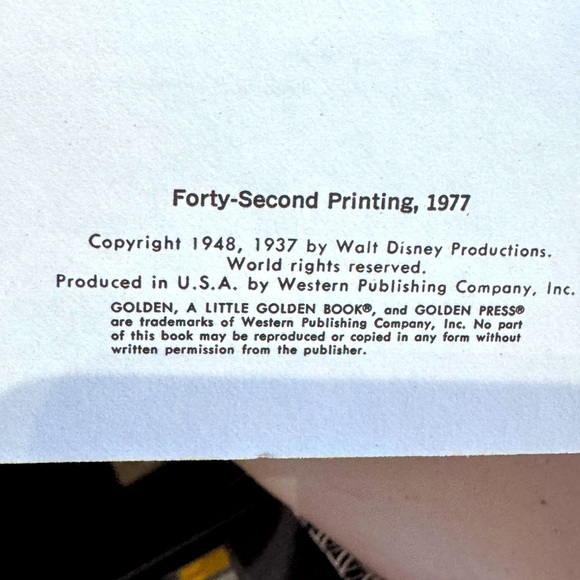 Forty-Second Printing, 1977
Copyright 1948, 1937 by Walt Disney Productions.
World rights reserved.
Produced in U.S.A. by Western Publishing Company, Inc.
GOLDEN, A LITTLE GOLDEN BOOK®, and GOLDEN PRESS®
are trademarks of Western Publishing Company, Inc. No part
of this book may be reproduced or copied in any form without
written permission from the publisher.